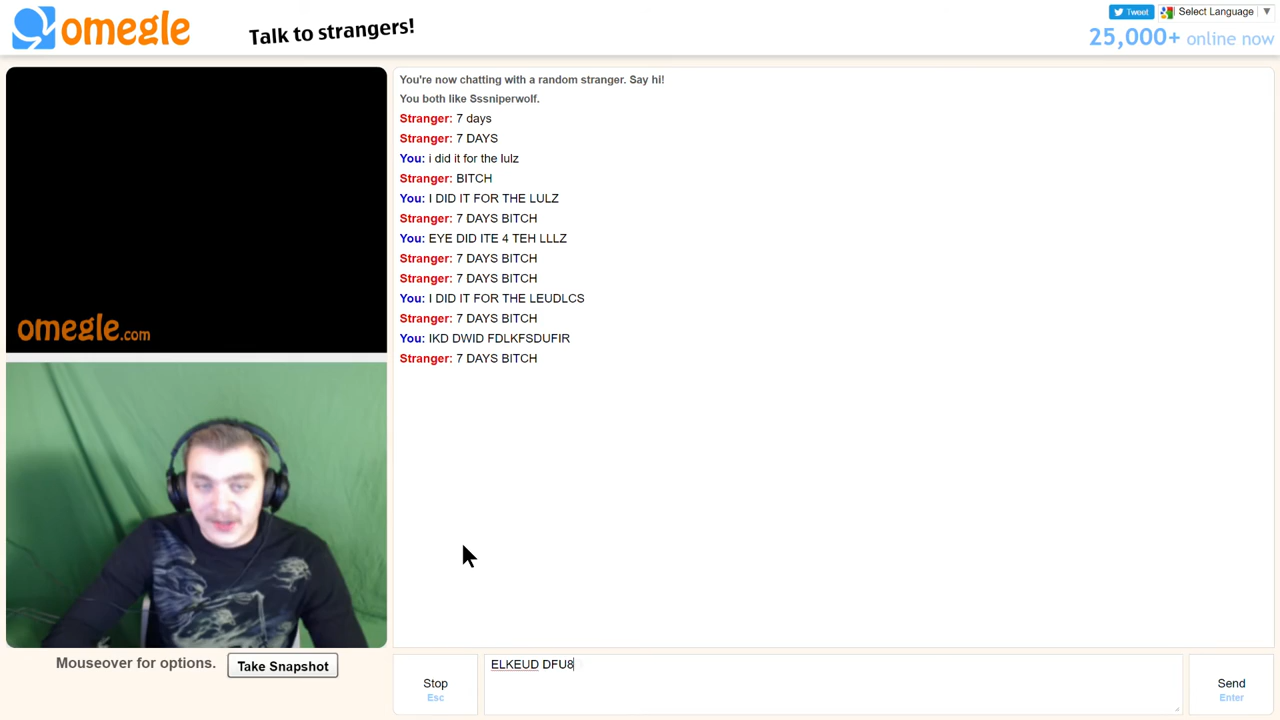 omegle
Talk to strangers!
Tweet
Select Language ▼
25,000+ online now
You're now chatting with a random stranger. Say hi!
You both like Sssniperwolf.
Stranger: 7 days
Stranger: 7 DAYS
You: i did it for the lulz
Stranger: BITCH
You: I DID IT FOR THE LULZ
Stranger: 7 DAYS BITCH
You: EYE DID ITE 4 TEH LLLZ
Stranger: 7 DAYS BITCH
Stranger: 7 DAYS BITCH
You: I DID IT FOR THE LEUDLCS
Stranger: 7 DAYS BITCH
You: IKD DWID FDLKFSDUFIR
Stranger: 7 DAYS BITCH
omegle.com
Mouseover for options.
Take Snapshot
Stop
Esc
ELKEUD DFU8
Send
Enter